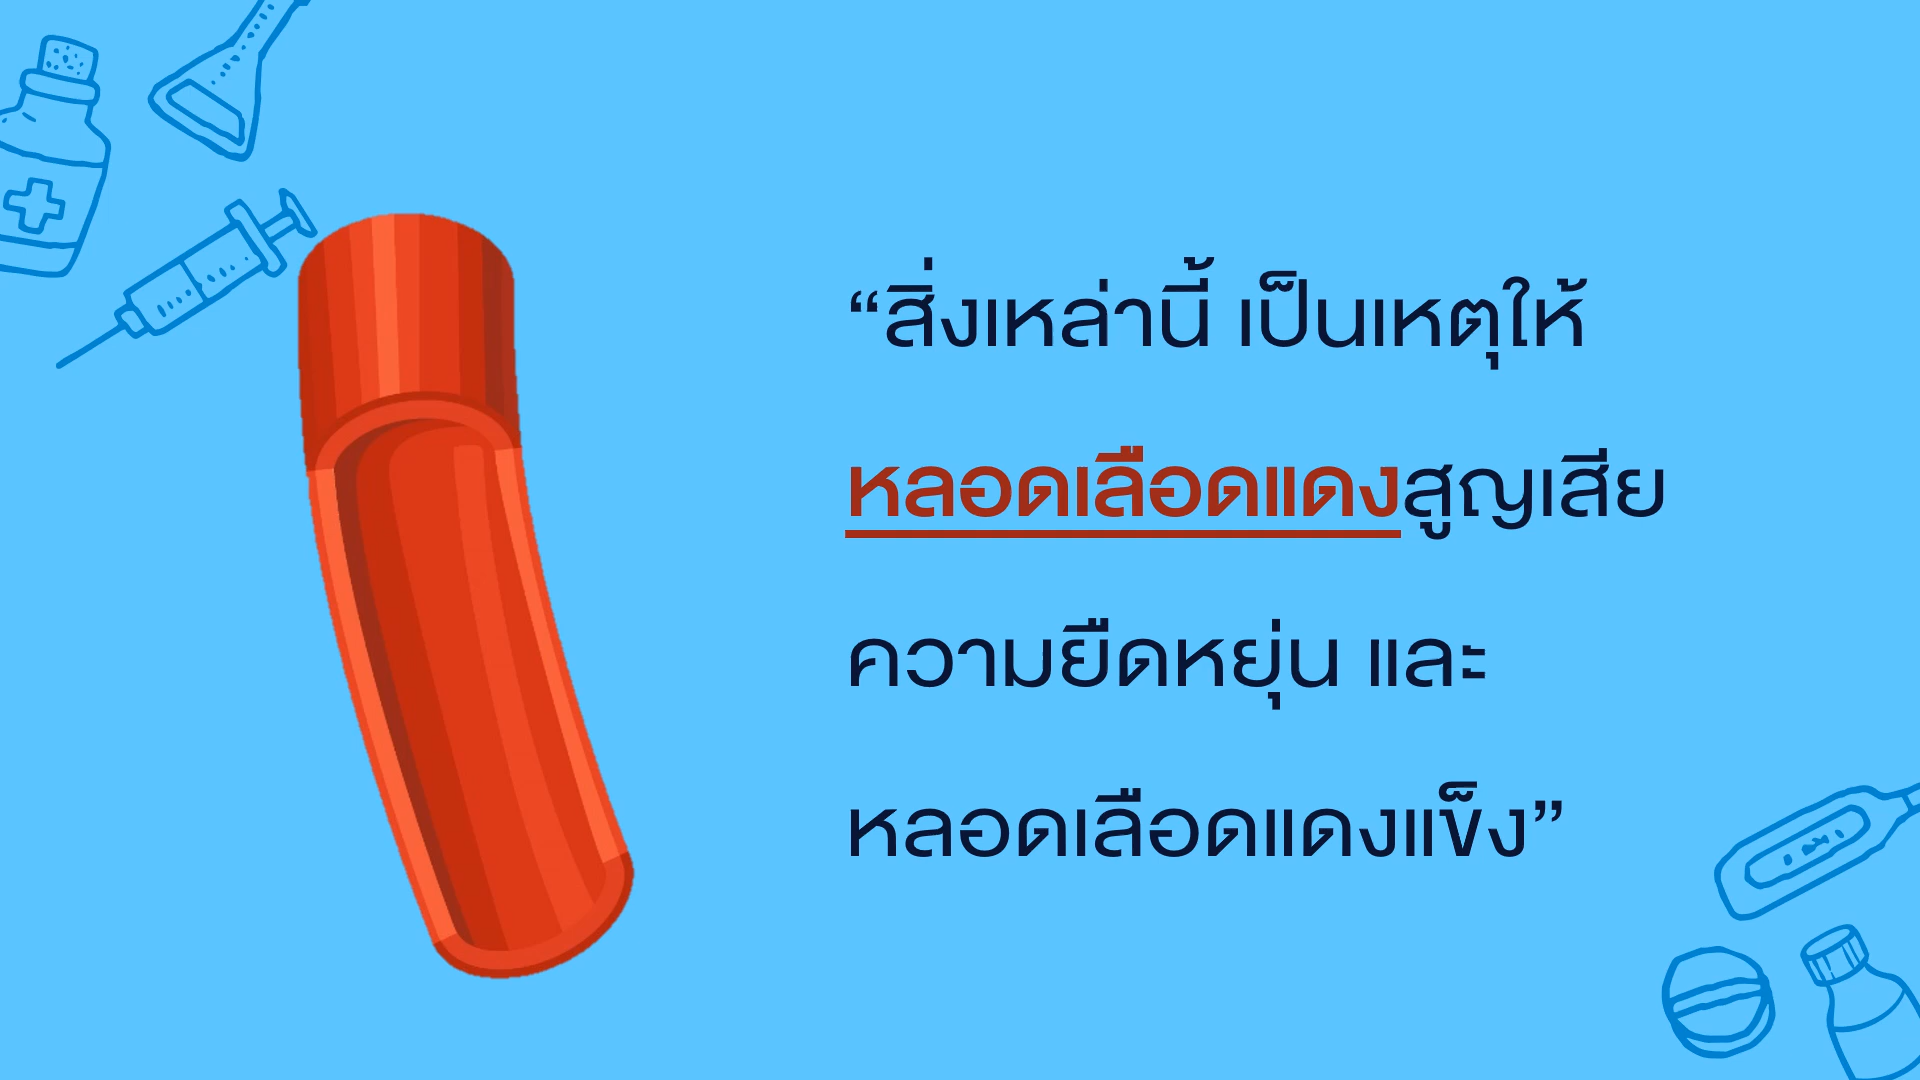 “สิ่งเหล่านี้ เป็นเหตุให้
หลอดเลือดแดงสูญเสีย
ความยืดหยุ่น และ
หลอดเลือดแดงแข็ง”